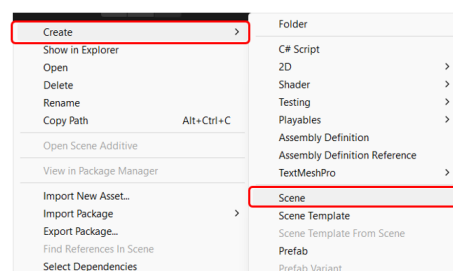 Create
Show in Explorer
Open
Delete
Rename
Copy Path Alt+Ctrl+C
Open Scene Additive
View in Package Manager
Import New Asset...
Import Package
Export Package...
Find References In Scene
Select Dependencies
Folder
C# Script
2D
Shader
Testing
Playables
Assembly Definition
Assembly Definition Reference
TextMeshPro
Scene
Scene Template
Scene Template From Scene
Prefab
Prefab Variant